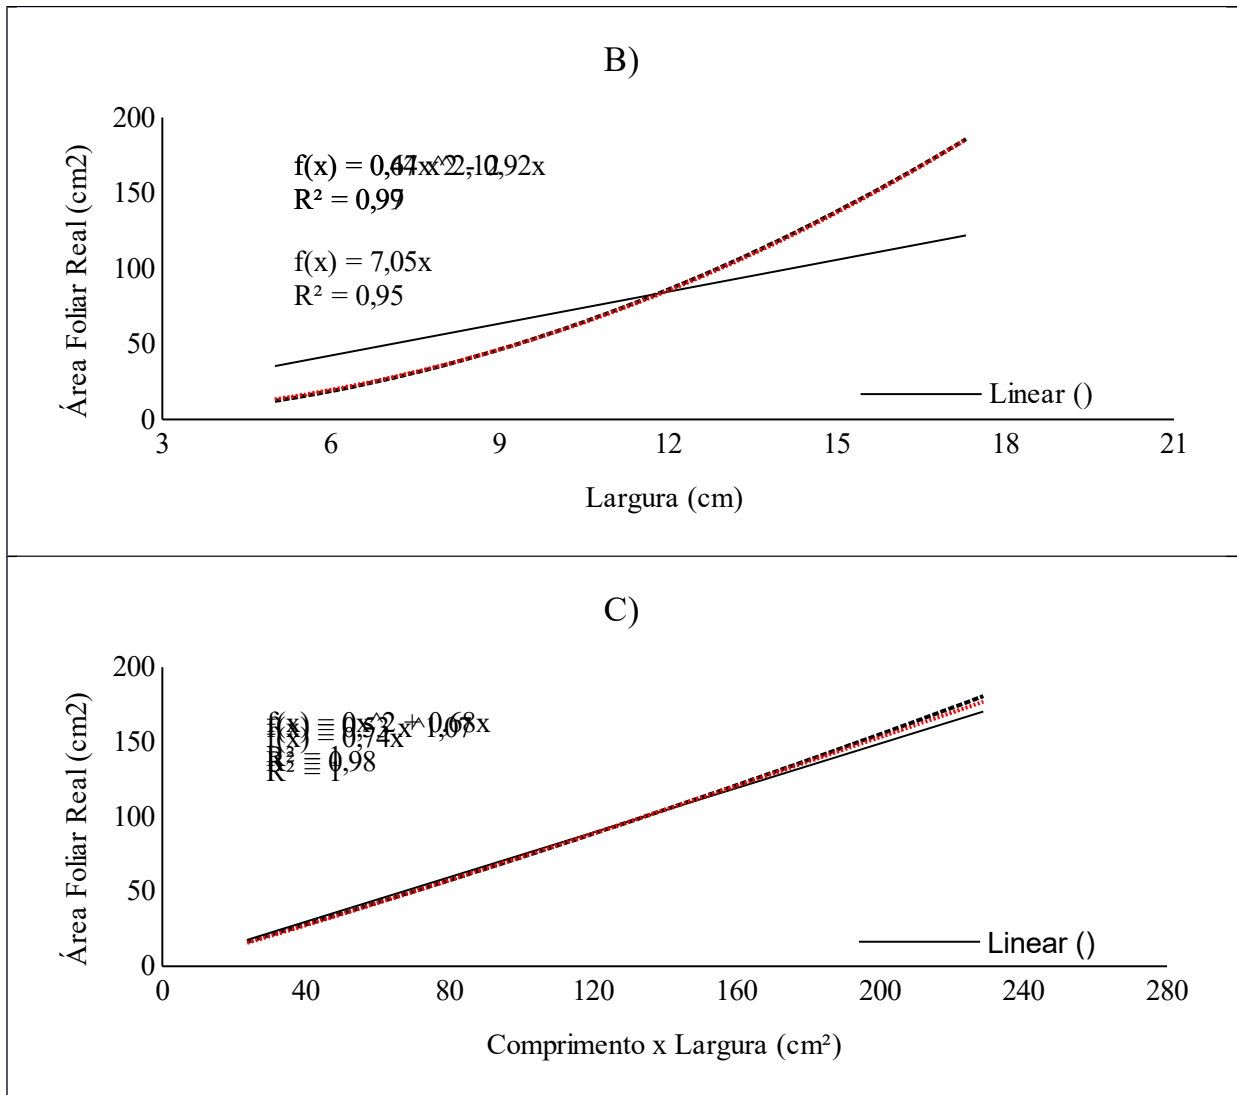 B)
200
150
100
50
0
Área Foliar Real (cm2)
R² =
f(x) = 7,05x
R² = 0,95
Linear ()
3 6 9 12 15 18 21
Largura (cm)
C)
200
150
100
50
0
Área Foliar Real (cm2)
f(x) = 0,74x
Linear ()
0 40 80 120 160 200 240 280
Comprimento x Largura (cm²)